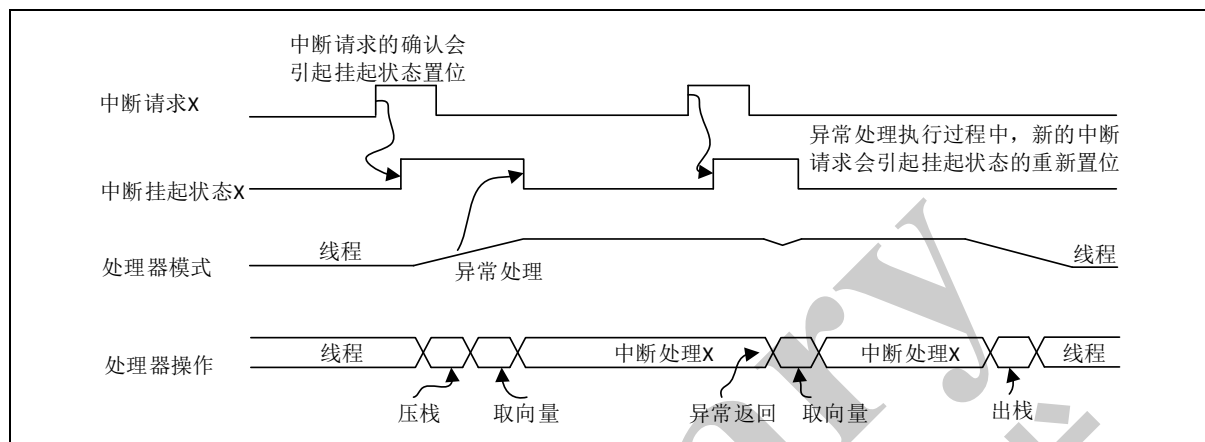 中断请求的确认会
引起挂起状态置位
中断请求X
异常处理执行过程中，新的中断
请求会引起挂起状态的重新置位
中断挂起状态X
线程
线程
处理器模式
异常处理
处理器操作
线程
中断处理X
中断处理X
线程
压栈
取向量
异常返回
取向量
出栈